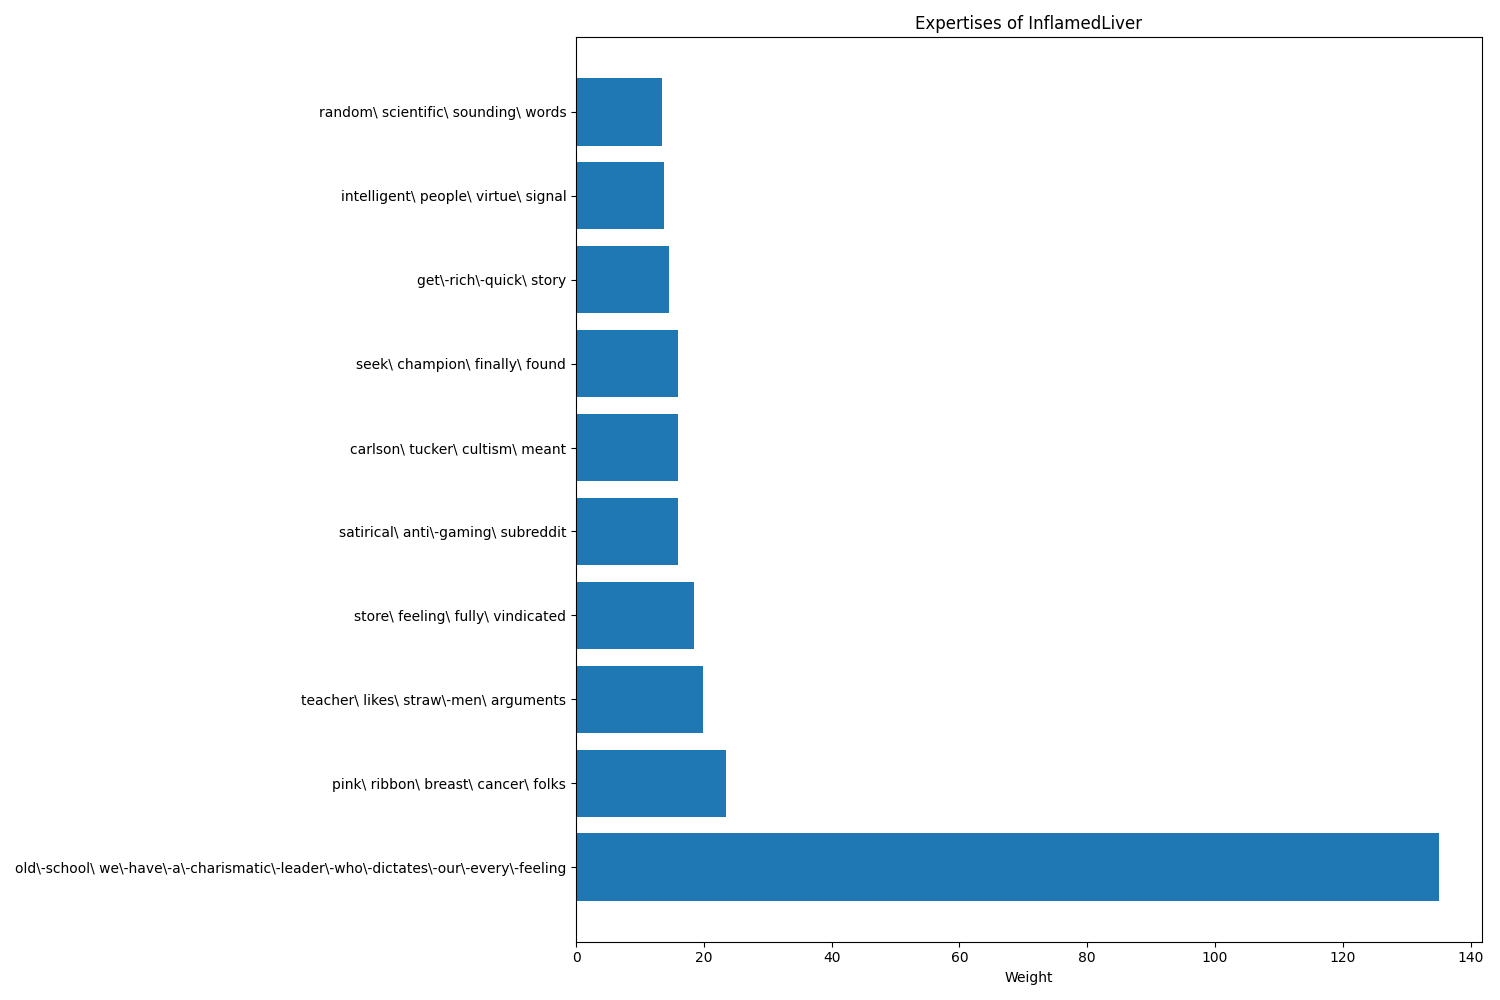 Expertises of InflamedLiver
random\ scientific\ sounding\ words
intelligent\ people\ virtue\ signal
get\-rich\-quick\ story
seek\ champion\ finally\ found
carlson\ tucker\ cultism\ meant
satirical\ anti\-gaming\ subreddit
store\ feeling\ fully\ vindicated
teacher\ likes\ straw\-men\ arguments
pink\ ribbon\ breast\ cancer\ folks
old\-school\ we\-have\-a\-charismatic\-leader\-who\-dictates\-our\-every\-feeling
0 20 40 60 80 100 120 140
Weight